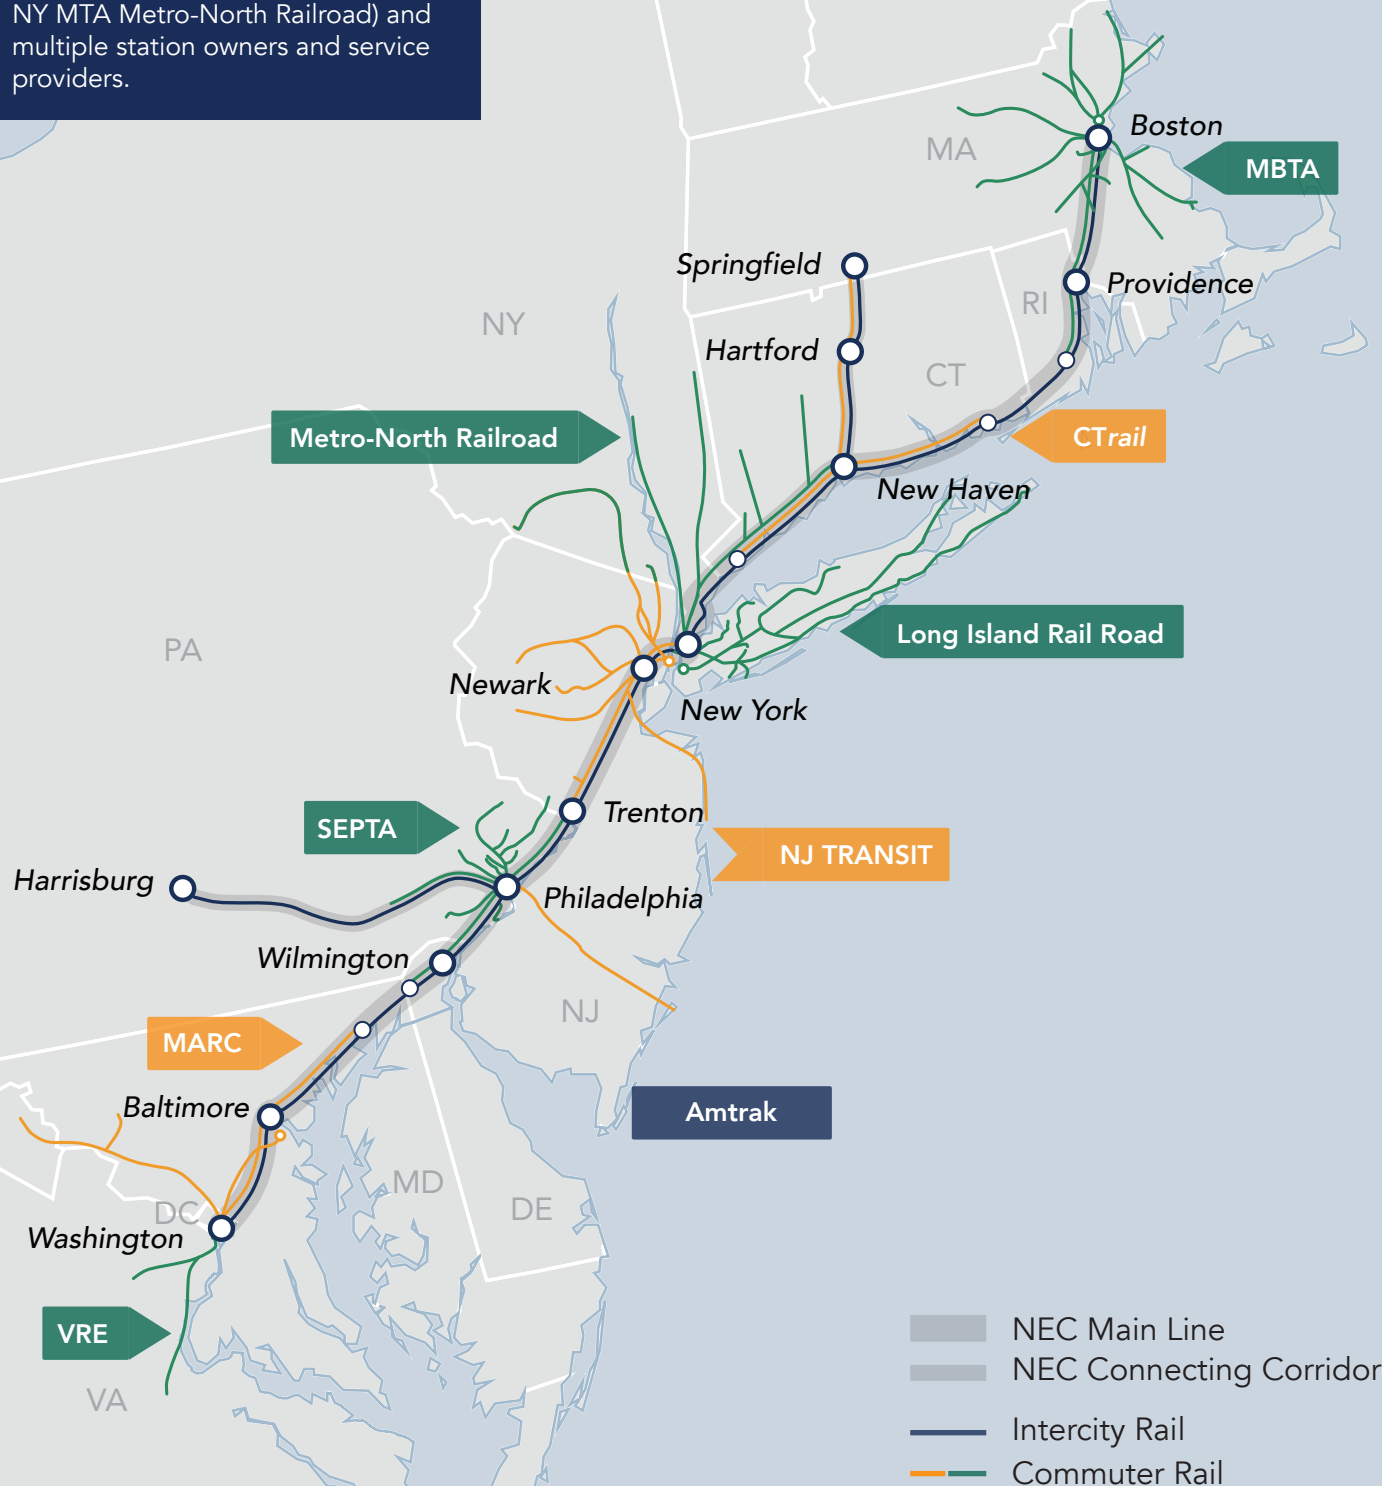 NY MTA Metro-North Railroad) and
multiple station owners and service
providers.
Boston
MA
MBTA
Springfield
Providence
RI
NY
Hartford
CT
Metro-North Railroad
CTrail
New Haven
Long Island Rail Road
PA
Newark
New York
Trenton
SEPTA
NJ TRANSIT
Harrisburg
Philadelphia
Wilmington
NJ
MARC
Baltimore
Amtrak
MD
DC
DE
Washington
VRE
VA
NEC Main Line
NEC Connecting Corridor
Intercity Rail
Commuter Rail